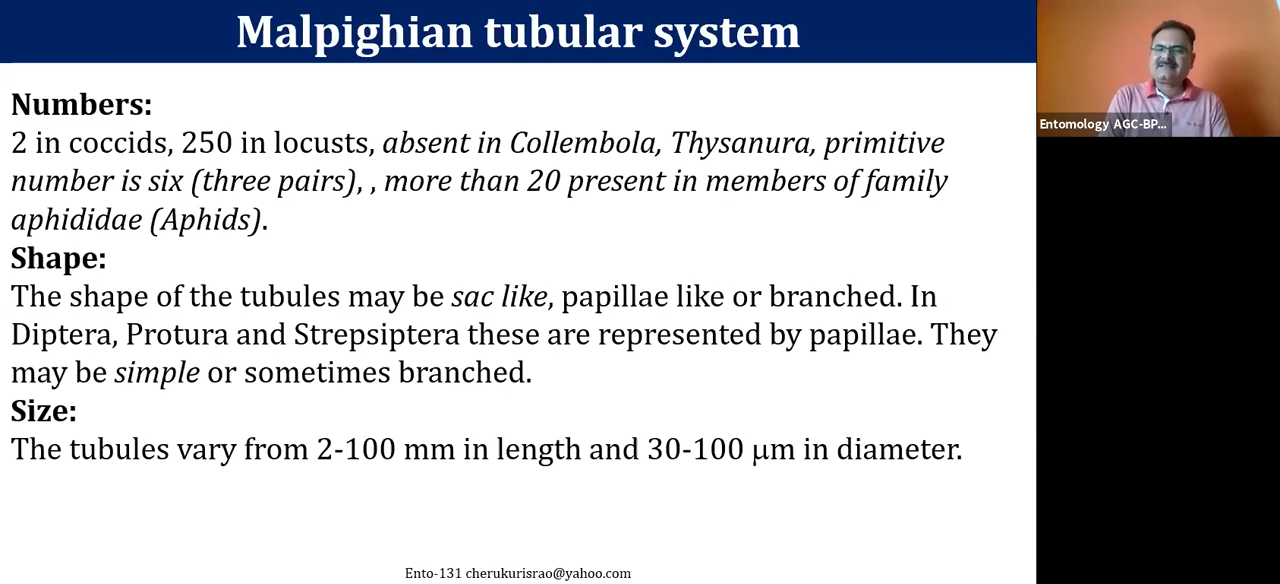 Malpighian tubular system
Numbers:
2 in coccids, 250 in locusts, absent in Collembola, Thysanura, primitive
number is six (three pairs), , more than 20 present in members of family
aphididae (Aphids).
Shape:
The shape of the tubules may be sac like, papillae like or branched. In
Diptera, Protura and Strepsiptera these are represented by papillae. They
may be simple or sometimes branched.
Size:
The tubules vary from 2-100 mm in length and 30-100 μm in diameter.
Ento-131 cherukurisrao@yahoo.com
Entomology AGC-BP...